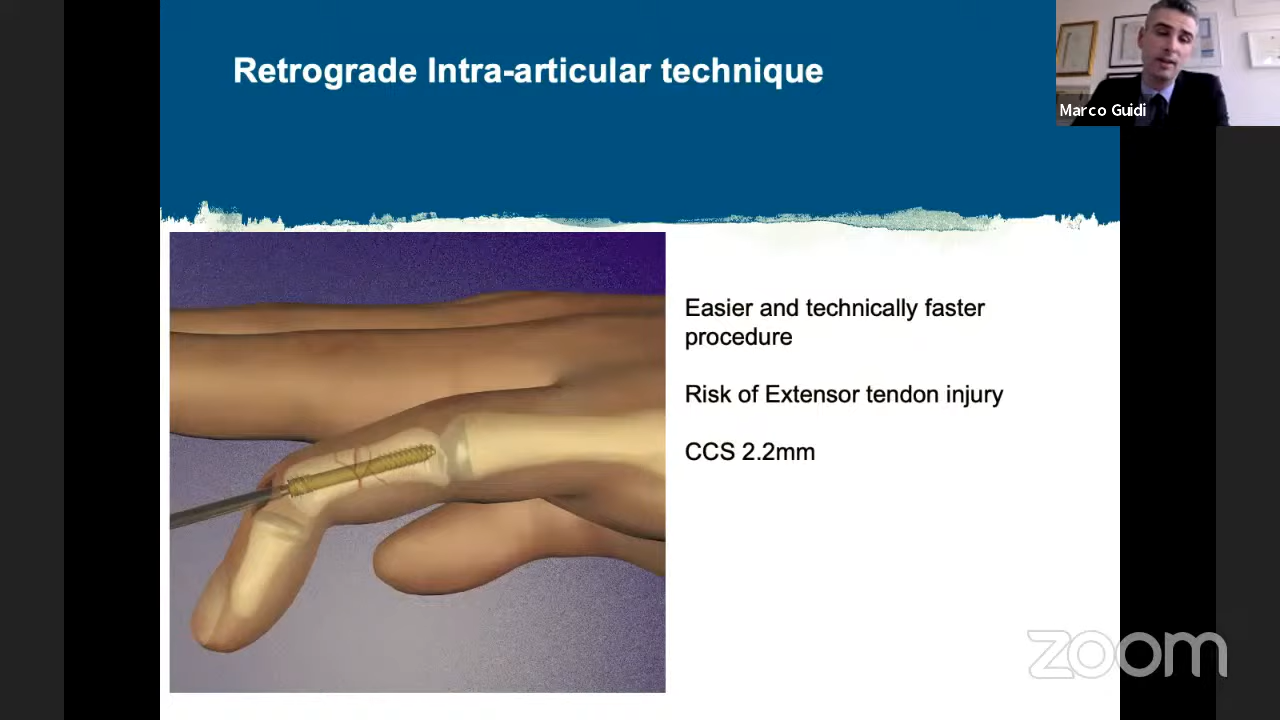 Retrograde Intra-articular technique
Marco Guidi
Easier and technically faster
procedure
Risk of Extensor tendon injury
CCS 2.2mm
zoom